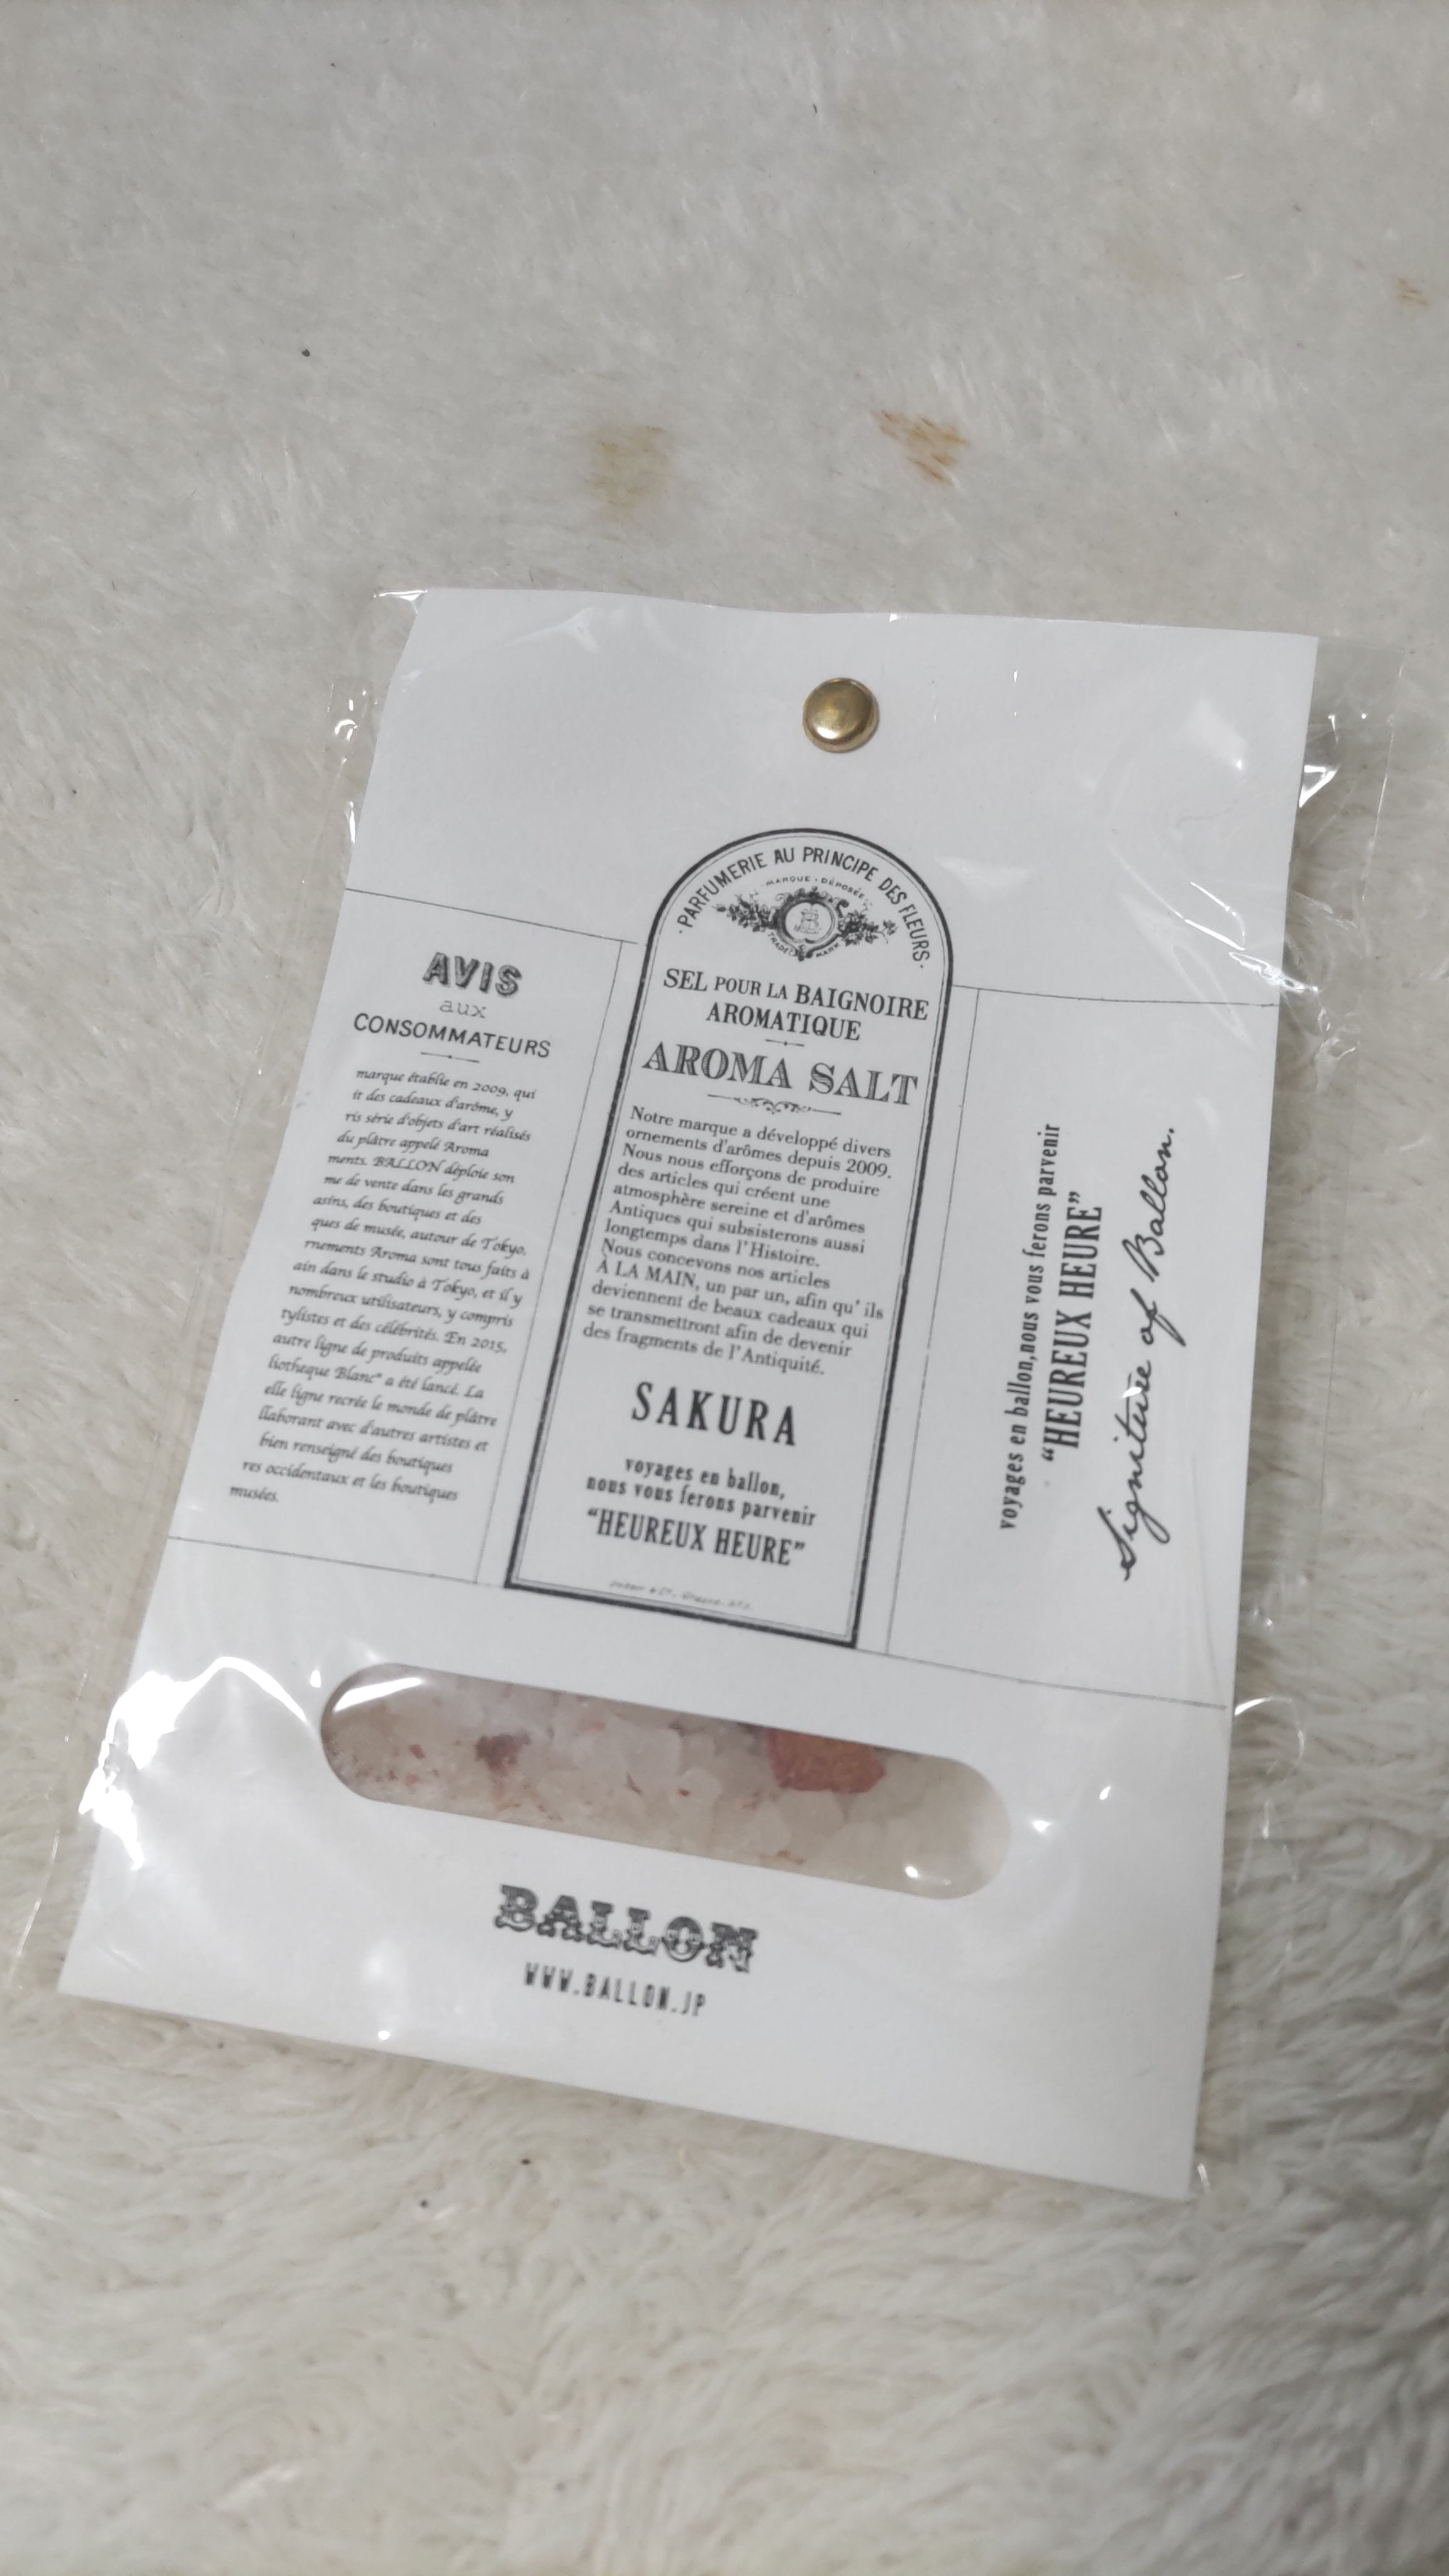 PARFUMERIE AU PRINCIPE DES FLEURS
MARQUE · DÉPOSÉE
TRADE MARK
SEL POUR LA BAIGNOIRE
AROMATIQUE
AROMA SALT
Notre marque a développé divers
ornements d'arômes depuis 2009.
Nous nous efforçons de produire
des articles qui créent une
atmosphère sereine et d'arômes
Antiques qui subsisterons aussi
longtemps dans l'Histoire.
Nous concevons nos articles
À LA MAIN, un par un, afin qu' ils
deviennent de beaux cadeaux qui
se transmettront afin de devenir
des fragments de l'Antiquité.
SAKURA
voyages en ballon,
nous vous ferons parvenir
“HEUREUX HEURE”
AVIS
aux
CONSOMMATEURS
marque établie en 2009, qui
it des cadeaux d'arôme, y
ris série d'objets d'art réalisés
du plâtre appelé Aroma
ments. BALLON déploie son
me de vente dans les grands
asins, des boutiques et des
ques de musée, autour de Tokyo.
rnements Aroma sont tous faits à
ain dans le studio à Tokyo, et il y
nombreux utilisateurs, y compris
tylistes et des célébrités. En 2015,
autre ligne de produits appelée
liotheque Blanc" a été lancé. La
elle ligne recrée le monde de plâtre
llaborant avec d'autres artistes et
bien renseigné des boutiques
res occidentaux et les boutiques
musées.
voyages en ballon,nous vous ferons parvenir
“HEUREUX HEURE”
Signiture of Ballon.
BALLON
WWW.BALLON.JP